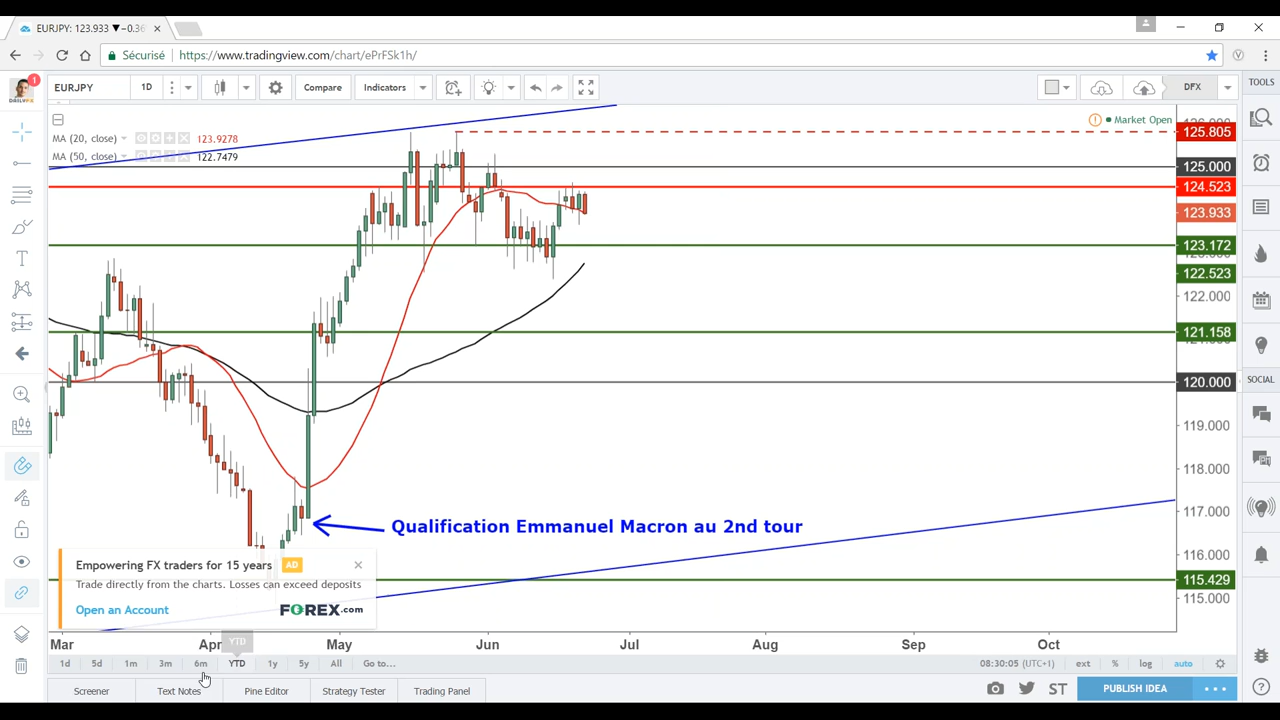 EURJPY: 123.933 ▼−0.36
Sécurisé https://www.tradingview.com/chart/ePrFSk1h/
1 EURJPY 1D Compare Indicators DFX TOOLS
DAILYFX
Market Open
MA (20, close) 123.9278
MA (50, close) 122.7479
125.805
125.000
124.523
123.933
123.172
122.523
122.000
121.158
120.000
SOCIAL
119.000
118.000
117.000
Qualification Emmanuel Macron au 2nd tour
116.000
115.429
115.000
Empowering FX traders for 15 years AD
Trade directly from the charts. Losses can exceed deposits
Open an Account FOREX.com
Mar Apr May Jun Jul Aug Sep Oct
YTD
1d 5d 1m 3m 6m YTD 1y 5y All Go to... 08:30:05 (UTC+1) ext % log auto
Screener Text Notes Pine Editor Strategy Tester Trading Panel ST PUBLISH IDEA